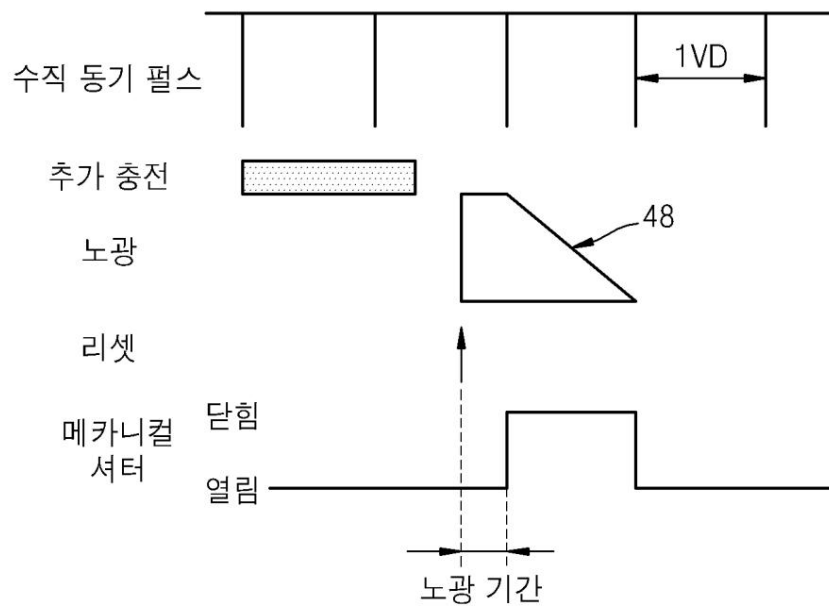 수직 동기 펄스
1VD
추가 충전
노광
48
리셋
메카니컬
셔터
닫힘
열림
노광 기간